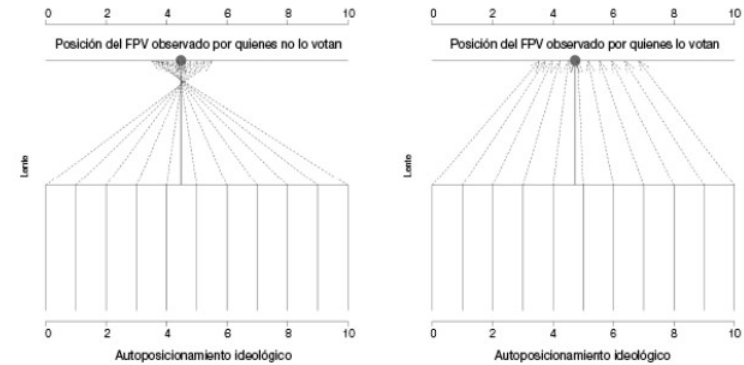 0 2 4 6 8 10
Posición del FPV observado por quienes no lo votan
Lente
0 2 4 6 8 10
Autoposicionamiento ideológico
0 2 4 6 8 10
Posición del FPV observado por quienes lo votan
Lente
0 2 4 6 8 10
Autoposicionamiento ideológico